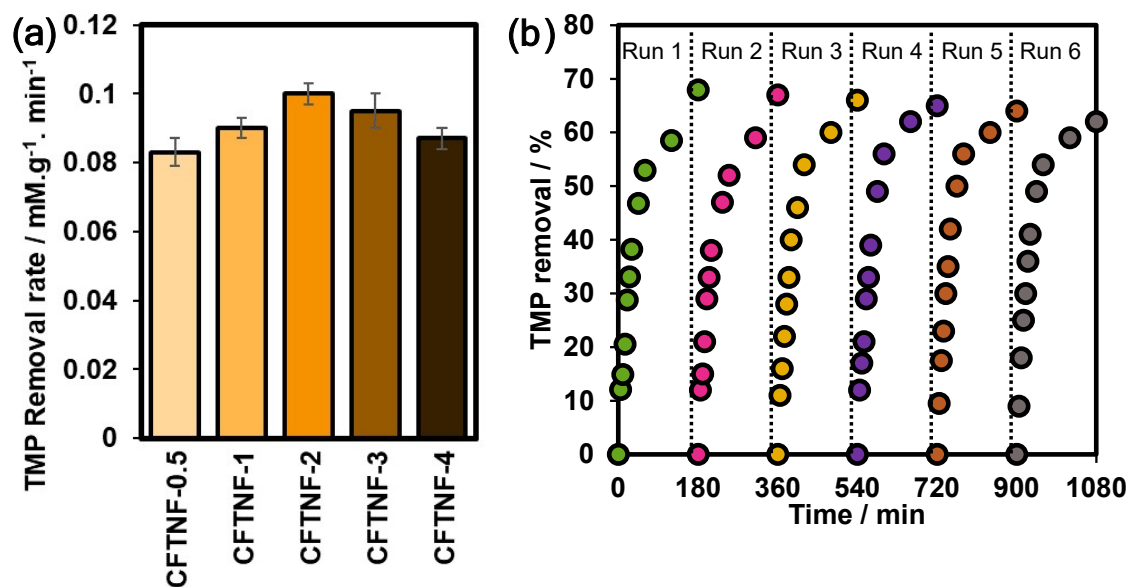 (a)
TMP Removal rate / mM.g⁻¹. min⁻¹
0.12
0.1
0.08
0.06
0.04
0.02
0
CFTNF-0.5
CFTNF-1
CFTNF-2
CFTNF-3
CFTNF-4
(b)
TMP removal / %
80
70
60
50
40
30
20
10
0
Run 1 Run 2 Run 3 Run 4 Run 5 Run 6
0 180 360 540 720 900 1080
Time / min